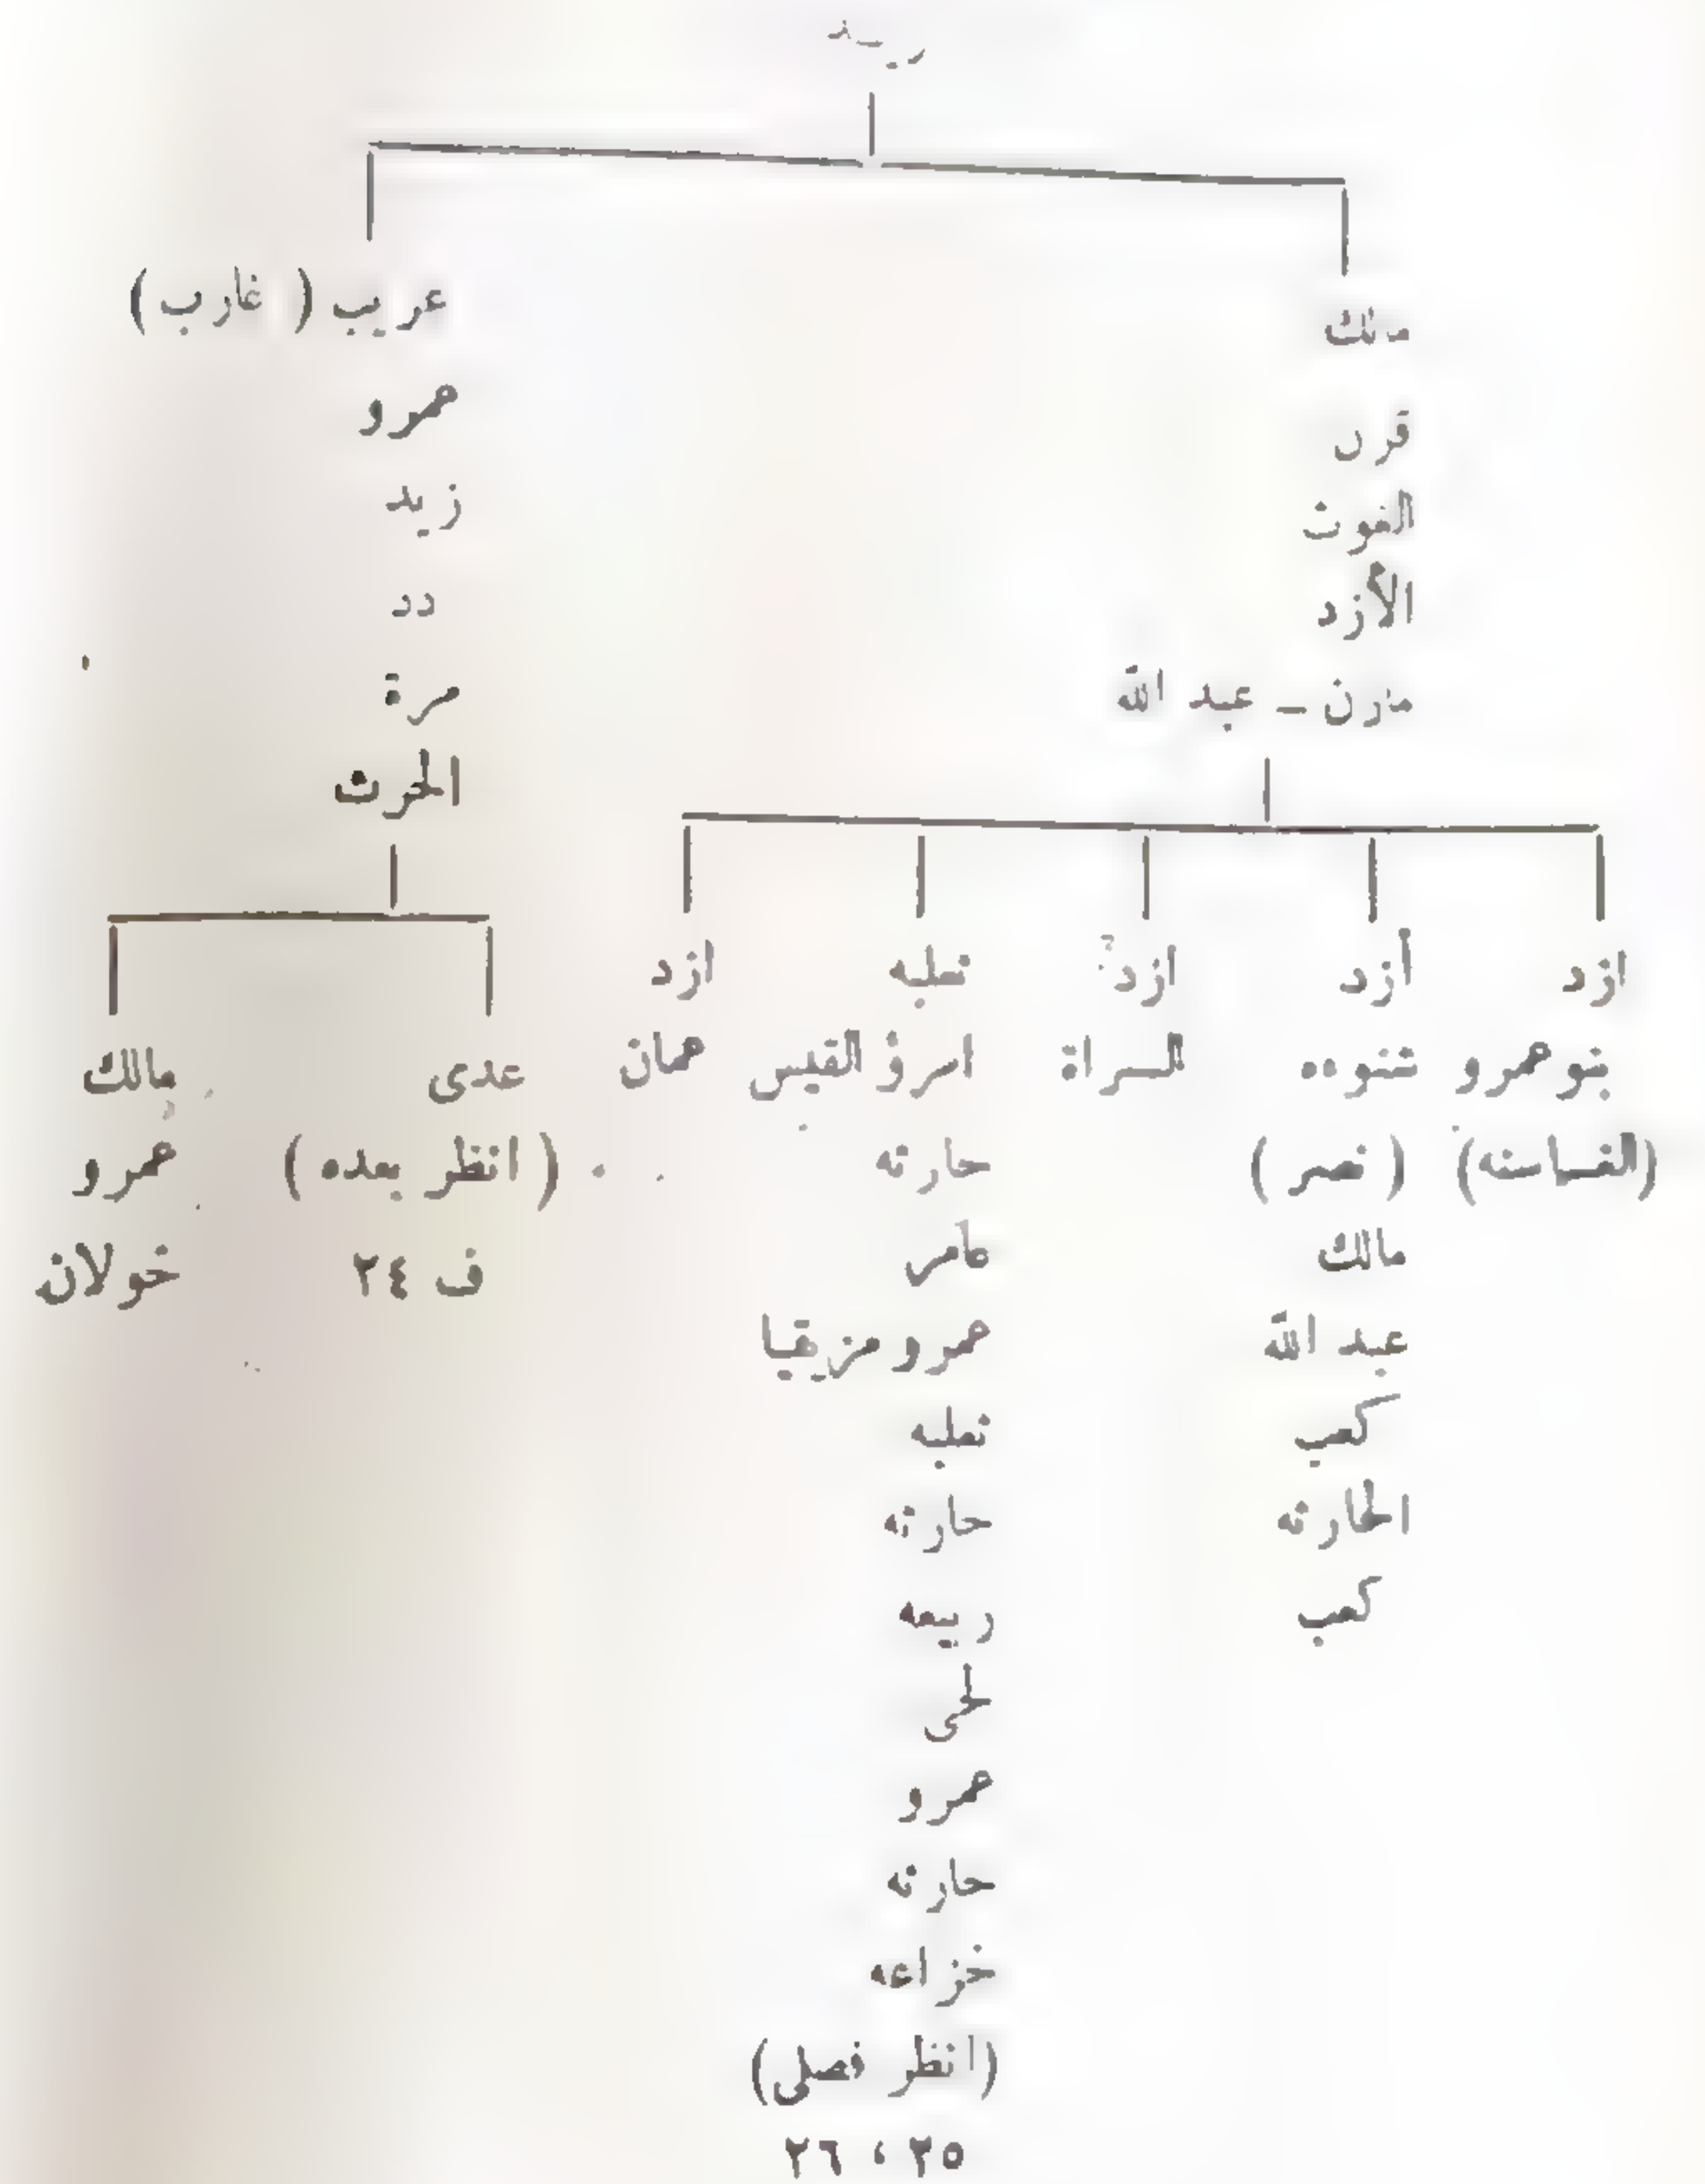 زيد
مالك
قرن
الغوث
الأزد
مازن – عبد الله
ازد
بنو عمرو
(الغساسنه)
أزد
شنوءه
(نصر)
مالك
عبد الله
كعب
الحارثه
كعب
ازد
السراة
ثعلبه
امرؤ القيس
حارثه
عامر
عمرو مزيقيا
ثعلبه
حارثه
ربيعه
لحى
عمرو
حارثه
خزاعه
(انظر فصلى)
٢٥ ، ٢٦
ازد
عمان
عريب (غارب)
عمرو
زيد
دد
مرة
الحرث
عدى
(انظر بعده)
ف ٢٤
مالك
عمرو
خولان